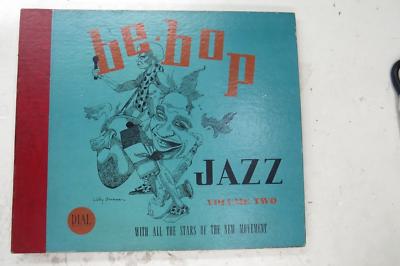 be-bop
JAZZ
VOLUME TWO
DIAL
WITH ALL THE STARS OF THE NEW MOVEMENT